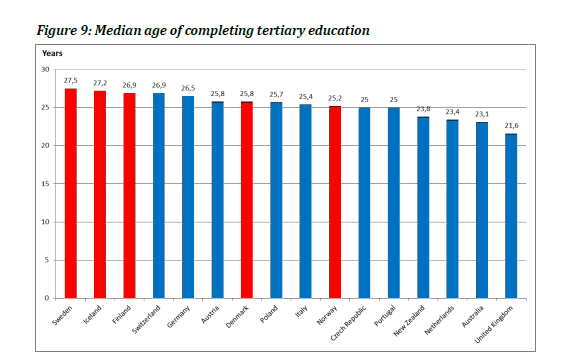 Figure 9: Median age of completing tertiary education
Years
30
25
20
15
10
5
0
27,5
27,2
26,9
26,9
26,5
25,8
25,8
25,7
25,4
25,2
25
25
23,8
23,4
23,1
21,6
Sweden
Iceland
Finland
Switzerland
Germany
Austria
Denmark
Poland
Italy
Norway
Czech Republic
Portugal
New Zealand
Netherlands
Australia
United Kingdom